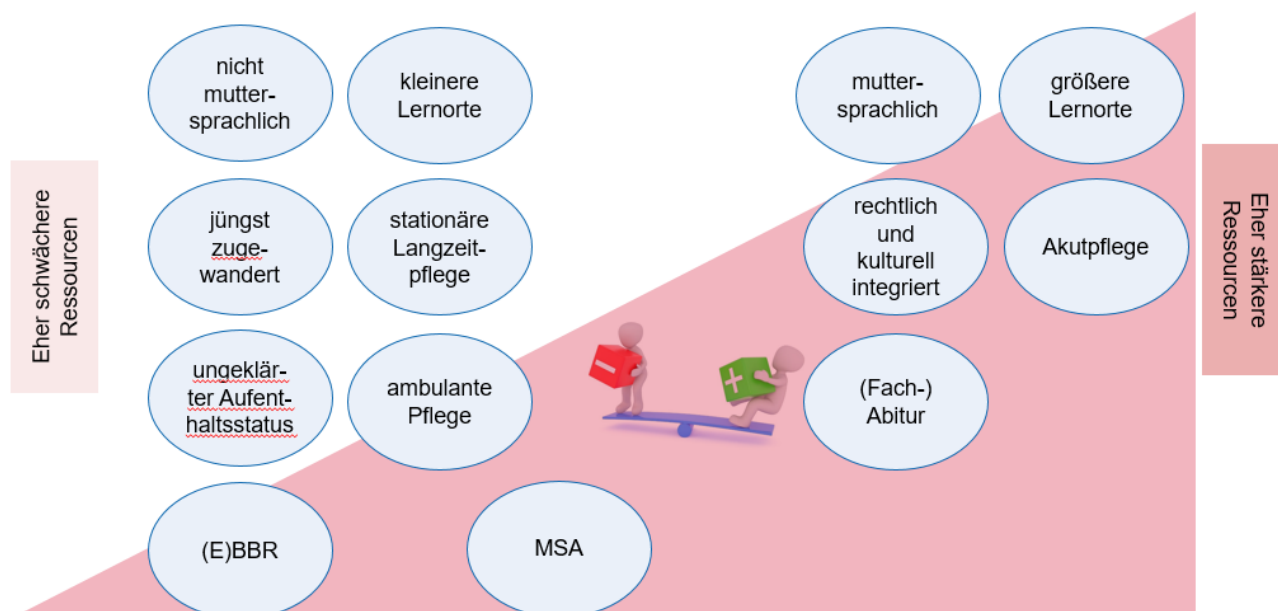 Eher schwächere
Ressourcen
nicht
mutter-
sprachlich
kleinere
Lernorte
mutter-
sprachlich
größere
Lernorte
jüngst
zuge-
wandert
stationäre
Langzeit-
pflege
rechtlich
und
kulturell
integriert
Akutpflege
ungeklär-
ter Aufent-
haltsstatus
ambulante
Pflege
(Fach-)
Abitur
(E)BBR
MSA
Eher stärkere
Ressourcen